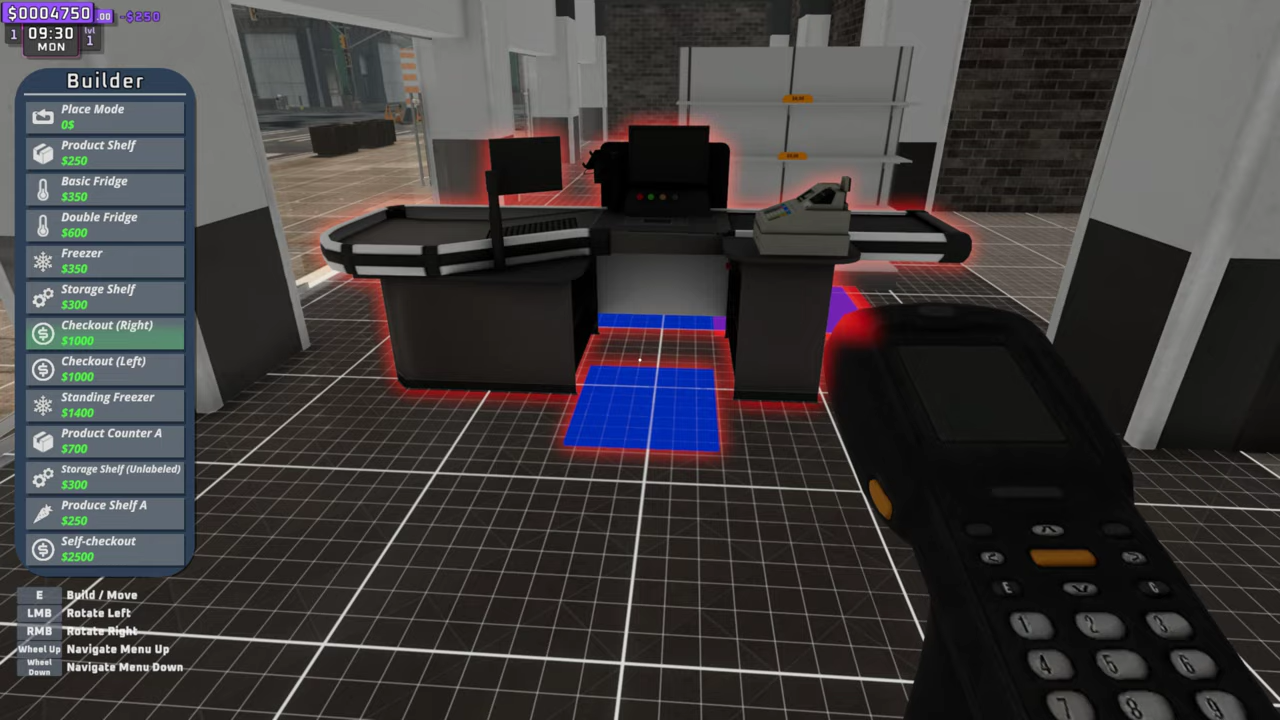 $0004750.00 -$250
1 09:30 lvl
MON 1
Builder
Place Mode
0$
Product Shelf
$250
Basic Fridge
$350
Double Fridge
$600
Freezer
$350
Storage Shelf
$300
Checkout (Right)
$1000
Checkout (Left)
$1000
Standing Freezer
$1400
Product Counter A
$700
Storage Shelf (Unlabeled)
$300
Produce Shelf A
$250
Self-checkout
$2500
E Build / Move
LMB Rotate Left
RMB Rotate Right
Wheel Up Navigate Menu Up
Wheel Down Navigate Menu Down
E
1 2 3
4 5 6
7 8 9